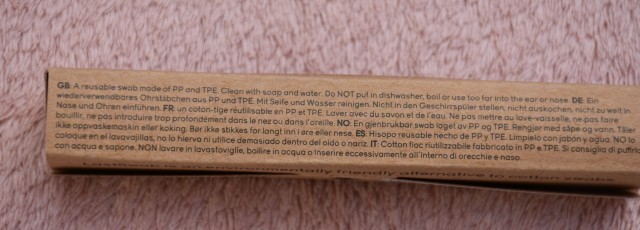 GB: A reusable swab made of PP and TPE. Clean with soap and water. Do NOT put in dishwasher, boil or use too far into the ear or nose. DE: Ein
wiederverwendbares Ohrstäbchen aus PP und TPE. Mit Seife und Wasser reinigen. Nicht in den Geschirrspüler stellen, nicht auskochen, nicht zu weit in
Nase und Ohren einführen. FR: un coton-tige réutilisable en PP et TPE. Laver avec du savon et de l'eau. Ne pas mettre au lave-vaisselle, ne pas faire
bouillir, ne pas introduire trop profondément dans le nez ou dans l'oreille. NO: En gjenbrukbar swab laget av PP og TPE. Rengjør med såpe og vann. Tåler
ikke oppvaskemaskin eller koking. Bør ikke stikkes for langt inn i øre eller nese. ES: Hisopo reusable hecho de PP y TPE. Límpielo con jabón y agua. NO lo
coloque en el lavavajillas, no lo hierva ni utilice demasiado dentro del oído o nariz. IT: Cotton fioc riutilizzabile fabbricato in PP e TPE. Si consiglia di pulirlo
con acqua e sapone. NON lavare in lavastoviglie, bollire in acqua o inserire eccessivamente all'interno di orecchie e naso.
environmentally friendly alternative to cotton swabs